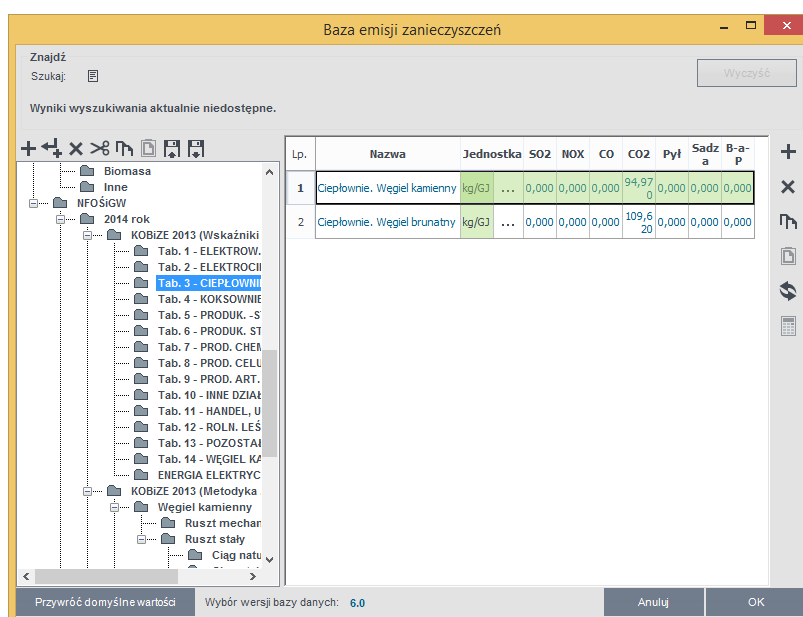 Baza emisji zanieczyszczeń
Znajdź
Szukaj:
Wyczyść
Wyniki wyszukiwania aktualnie niedostępne.
Biomasa
Inne
NFOŚiGW
2014 rok
KOBiZE 2013 (Wskaźniki
Tab. 1 - ELEKTROW.
Tab. 2 - ELEKTROCI
Tab. 3 - CIEPŁOWNI
Tab. 4 - KOKSOWNIE
Tab. 5 - PRODUK. -S
Tab. 6 - PRODUK. ST
Tab. 7 - PROD. CHEM
Tab. 8 - PROD. CELU
Tab. 9 - PROD. ART.
Tab. 10 - INNE DZIAŁ
Tab. 11 - HANDEL, U
Tab. 12 - ROLN. LEŚ
Tab. 13 - POZOSTAŁ
Tab. 14 - WĘGIEL KA
ENERGIA ELEKTRYC
KOBiZE 2013 (Metodyka
Węgiel kamienny
Ruszt mechan
Ruszt stały
Ciąg natu
Lp. Nazwa Jednostka SO2 NOX CO CO2 Pył Sadza B-a-P
1 Ciepłownie. Węgiel kamienny kg/GJ ... 0,000 0,000 0,000 94,970 0,000 0,000 0,000
2 Ciepłownie. Węgiel brunatny kg/GJ ... 0,000 0,000 0,000 109,620 0,000 0,000 0,000
Przywróć domyślne wartości
Wybór wersji bazy danych: 6.0
Anuluj
OK